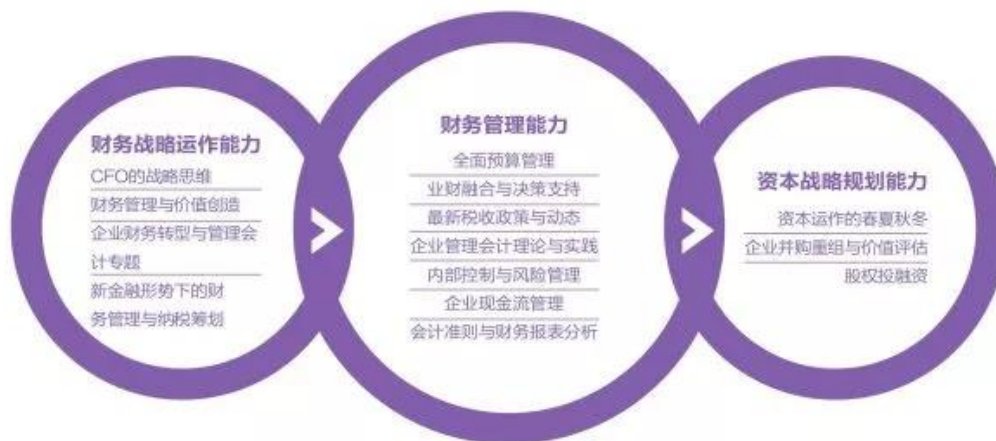 财务战略运作能力
CFO的战略思维
财务管理与价值创造
企业财务转型与管理会
计专题
新金融形势下的财
务管理与纳税筹划
财务管理能力
全面预算管理
业财融合与决策支持
最新税收政策与动态
企业管理会计理论与实践
内部控制与风险管理
企业现金流管理
会计准则与财务报表分析
资本战略规划能力
资本运作的春夏秋冬
企业并购重组与价值评估
股权投融资